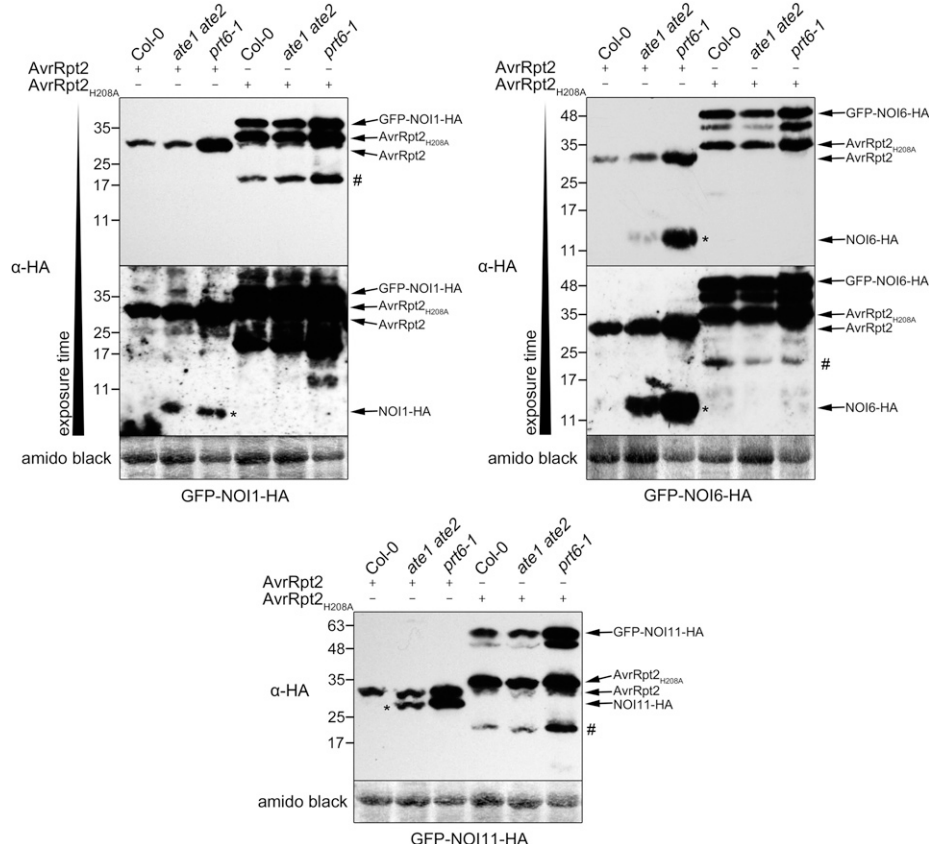 Col-0 ate1 ate2 prt6-1 Col-0 ate1 ate2 prt6-1
AvrRpt2 + + + - - -
AvrRpt2H208A - - - + + +
35
25
17
11
GFP-NOI1-HA
AvrRpt2H208A
AvrRpt2
#
α-HA
exposure time
35
25
17
11
GFP-NOI1-HA
AvrRpt2H208A
AvrRpt2
NOI1-HA
*
amido black
GFP-NOI1-HA
Col-0 ate1 ate2 prt6-1 Col-0 ate1 ate2 prt6-1
AvrRpt2 + + + - - -
AvrRpt2H208A - - - + + +
48
35
25
17
11
GFP-NOI6-HA
AvrRpt2H208A
AvrRpt2
* NOI6-HA
α-HA
exposure time
48
35
25
17
11
GFP-NOI6-HA
AvrRpt2H208A
AvrRpt2
#
* NOI6-HA
amido black
GFP-NOI6-HA
Col-0 ate1 ate2 prt6-1 Col-0 ate1 ate2 prt6-1
AvrRpt2 + + + - - -
AvrRpt2H208A - - - + + +
63
48
35
25
17
α-HA
GFP-NOI11-HA
AvrRpt2H208A
AvrRpt2
* NOI11-HA
#
amido black
GFP-NOI11-HA